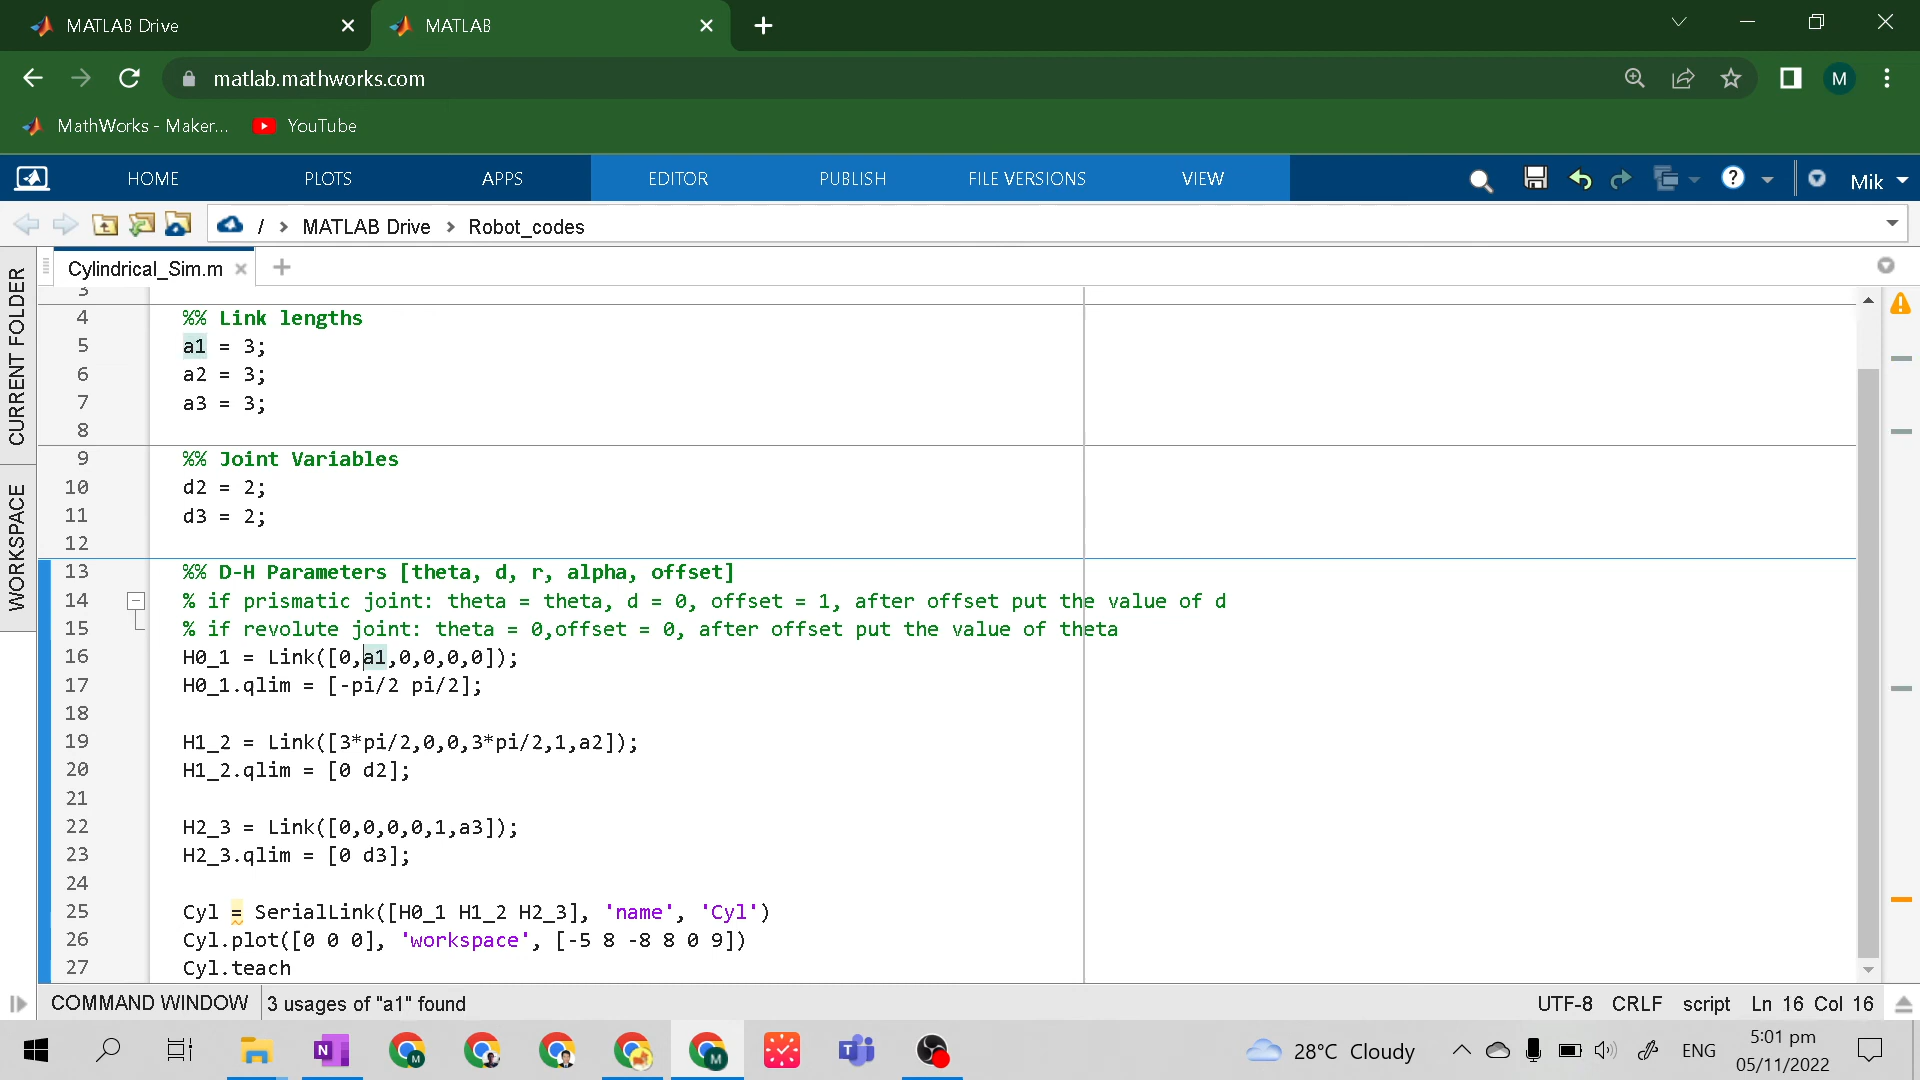 MATLAB Drive
MATLAB
matlab.mathworks.com
MathWorks - Maker...
YouTube
M
HOME
PLOTS
APPS
EDITOR
PUBLISH
FILE VERSIONS
VIEW
Mik
/ > MATLAB Drive > Robot_codes
CURRENT FOLDER
WORKSPACE
Cylindrical_Sim.m
3
4 %% Link lengths
5 a1 = 3;
6 a2 = 3;
7 a3 = 3;
8
9 %% Joint Variables
10 d2 = 2;
11 d3 = 2;
12
13 %% D-H Parameters [theta, d, r, alpha, offset]
14 % if prismatic joint: theta = theta, d = 0, offset = 1, after offset put the value of d
15 % if revolute joint: theta = 0,offset = 0, after offset put the value of theta
16 H0_1 = Link([0,a1,0,0,0,0]);
17 H0_1.qlim = [-pi/2 pi/2];
18
19 H1_2 = Link([3*pi/2,0,0,3*pi/2,1,a2]);
20 H1_2.qlim = [0 d2];
21
22 H2_3 = Link([0,0,0,0,1,a3]);
23 H2_3.qlim = [0 d3];
24
25 Cyl = SerialLink([H0_1 H1_2 H2_3], 'name', 'Cyl')
26 Cyl.plot([0 0 0], 'workspace', [-5 8 -8 8 0 9])
27 Cyl.teach
COMMAND WINDOW
3 usages of "a1" found
UTF-8 CRLF script Ln 16 Col 16
28°C Cloudy
ENG
5:01 pm
05/11/2022